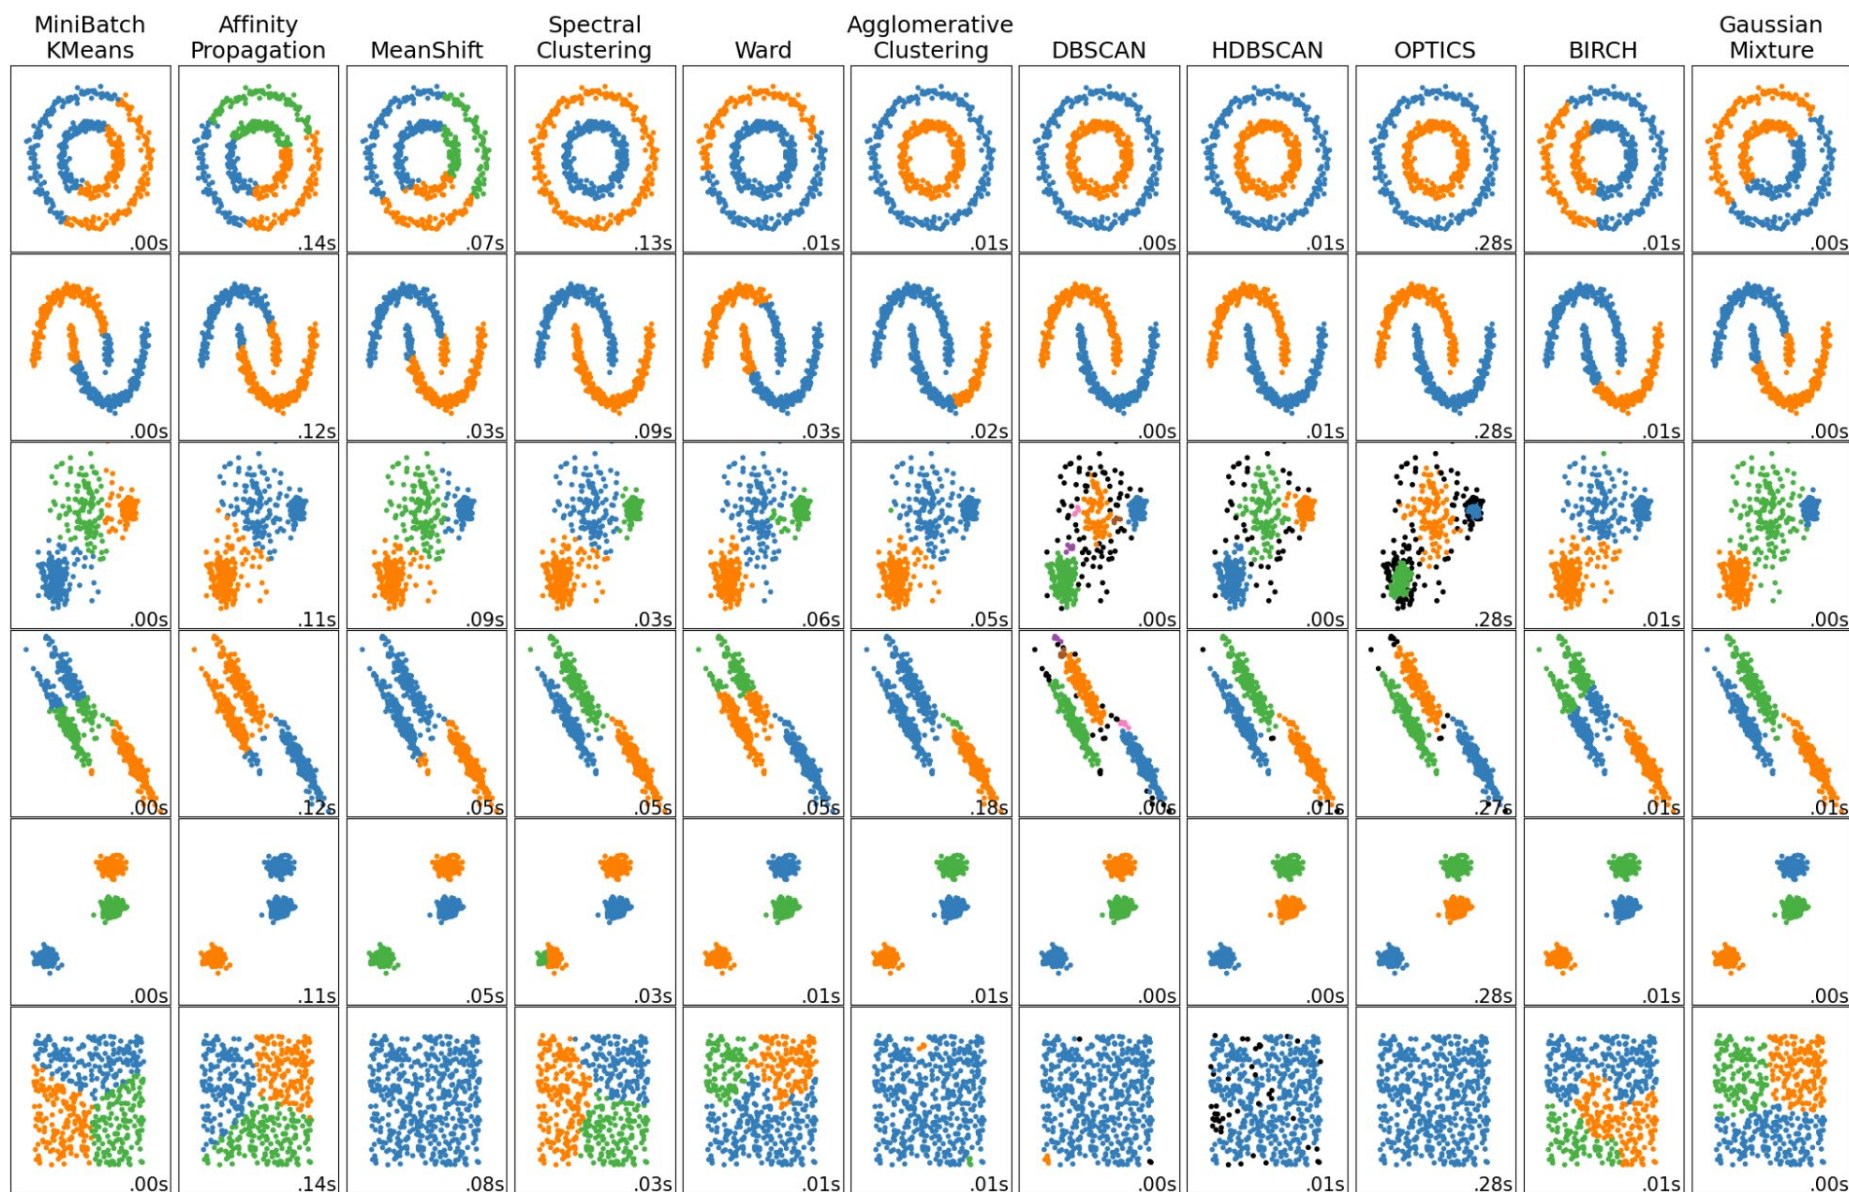 MiniBatch
KMeans
Affinity
Propagation
MeanShift
Spectral
Clustering
Ward
Agglomerative
Clustering
DBSCAN
HDBSCAN
OPTICS
BIRCH
Gaussian
Mixture
.00s
.14s
.07s
.13s
.01s
.01s
.00s
.01s
.28s
.01s
.00s
.00s
.12s
.03s
.09s
.03s
.02s
.00s
.01s
.28s
.01s
.00s
.00s
.11s
.09s
.03s
.06s
.05s
.00s
.00s
.28s
.01s
.00s
.00s
.12s
.05s
.05s
.05s
.18s
.00s
.01s
.27s
.01s
.01s
.00s
.11s
.05s
.03s
.01s
.01s
.00s
.00s
.28s
.01s
.00s
.00s
.14s
.08s
.03s
.01s
.01s
.00s
.01s
.28s
.01s
.00s